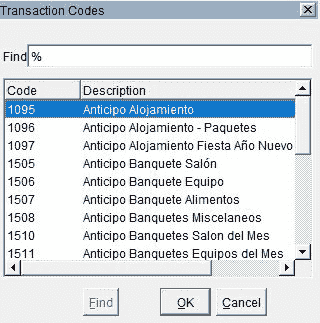 Transaction Codes
Find %
Code Description
1095 Anticipo Alojamiento
1096 Anticipo Alojamiento - Paquetes
1097 Anticipo Alojamiento Fiesta Año Nuevo
1505 Anticipo Banquete Salón
1506 Anticipo Banquete Equipo
1507 Anticipo Banquete Alimentos
1508 Anticipo Banquetes Miscelaneos
1510 Anticipo Banquetes Salon del Mes
1511 Anticipo Banquetes Equipos del Mes
Find OK Cancel